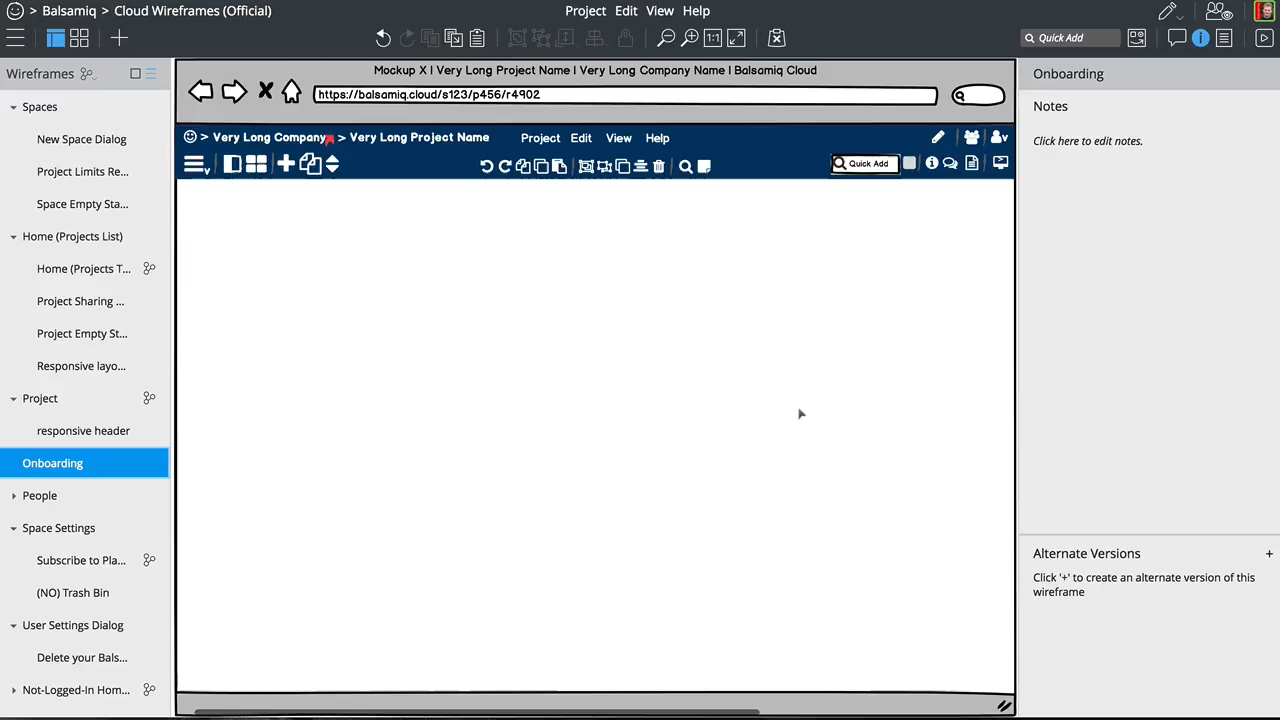 > Balsamiq > Cloud Wireframes (Official)
Project Edit View Help
1:1
Quick Add
Wireframes
Spaces
New Space Dialog
Project Limits Re...
Space Empty Sta...
Home (Projects List)
Home (Projects T...
Project Sharing ...
Project Empty St...
Responsive layo...
Project
responsive header
Onboarding
People
Space Settings
Subscribe to Pla...
(NO) Trash Bin
User Settings Dialog
Delete your Bals...
Not-Logged-In Hom...
Mockup X | Very Long Project Name | Very Long Company Name | Balsamiq Cloud
https://balsamiq.cloud/s123/p456/r4902
> Very Long Company > Very Long Project Name
Project Edit View Help
Quick Add
Onboarding
Notes
Click here to edit notes.
Alternate Versions +
Click '+' to create an alternate version of this
wireframe